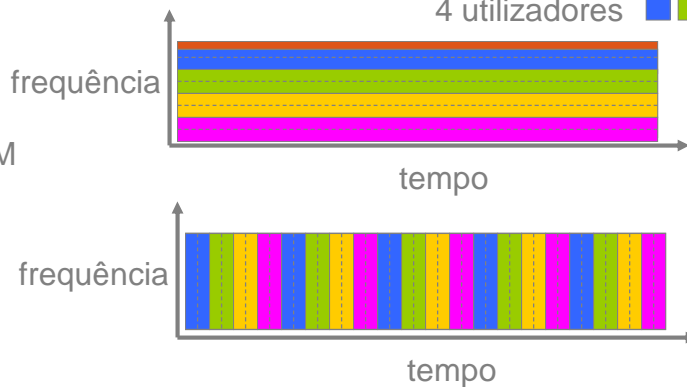 4 utilizadores
frequência
M
tempo
frequência
tempo